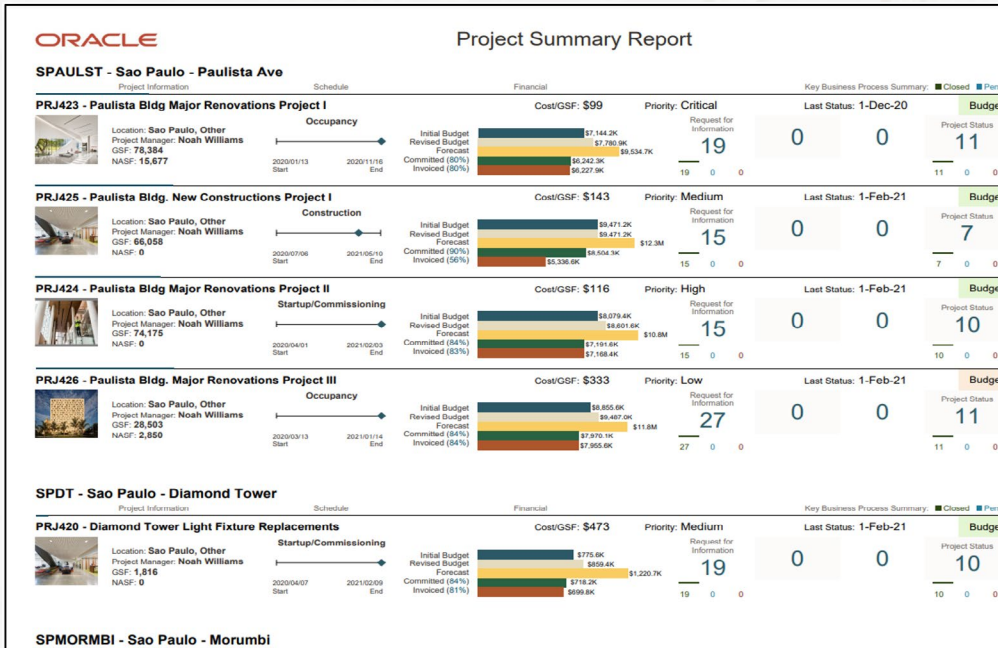 ORACLE
Project Summary Report
SPAULST - Sao Paulo - Paulista Ave
Project Information Schedule Financial Key Business Process Summary: Closed Pen
PRJ423 - Paulista Bldg Major Renovations Project I Cost/GSF: $99 Priority: Critical Last Status: 1-Dec-20 Budge
Location: Sao Paulo, Other
Project Manager: Noah Williams
GSF: 78,384
NASF: 15,677
Occupancy
2020/01/13 2020/11/16
Start End
Initial Budget $7,144.2K
Revised Budget $7,780.9K
Forecast $9,534.7K
Committed (80%) $6,242.3K
Invoiced (80%) $6,227.9K
Request for
Information
19
19 0 0
0 0
Project Status
11
11 0 0
PRJ425 - Paulista Bldg. New Constructions Project I Cost/GSF: $143 Priority: Medium Last Status: 1-Feb-21 Budge
Location: Sao Paulo, Other
Project Manager: Noah Williams
GSF: 66,058
NASF: 0
Construction
2020/07/06 2021/05/10
Start End
Initial Budget $9,471.2K
Revised Budget $9,471.2K
Forecast $12.3M
Committed (90%) $8,504.3K
Invoiced (56%) $5,336.6K
Request for
Information
15
15 0 0
0 0
Project Status
7
7 0 0
PRJ424 - Paulista Bldg Major Renovations Project II Cost/GSF: $116 Priority: High Last Status: 1-Feb-21 Budge
Location: Sao Paulo, Other
Project Manager: Noah Williams
GSF: 74,175
NASF: 0
Startup/Commissioning
2020/04/01 2021/02/03
Start End
Initial Budget $8,079.4K
Revised Budget $8,601.6K
Forecast $10.8M
Committed (84%) $7,191.6K
Invoiced (83%) $7,168.4K
Request for
Information
15
15 0 0
0 0
Project Status
10
10 0 0
PRJ426 - Paulista Bldg. Major Renovations Project III Cost/GSF: $333 Priority: Low Last Status: 1-Feb-21 Budge
Location: Sao Paulo, Other
Project Manager: Noah Williams
GSF: 28,503
NASF: 2,850
Occupancy
2020/03/13 2021/01/14
Start End
Initial Budget $8,855.6K
Revised Budget $9,487.0K
Forecast $11.8M
Committed (84%) $7,970.1K
Invoiced (84%) $7,955.6K
Request for
Information
27
27 0 0
0 0
Project Status
11
11 0 0
SPDT - Sao Paulo - Diamond Tower
Project Information Schedule Financial Key Business Process Summary: Closed Pen
PRJ420 - Diamond Tower Light Fixture Replacements Cost/GSF: $473 Priority: Medium Last Status: 1-Feb-21 Budge
Location: Sao Paulo, Other
Project Manager: Noah Williams
GSF: 1,816
NASF: 0
Startup/Commissioning
2020/04/07 2021/02/09
Start End
Initial Budget $775.6K
Revised Budget $859.4K
Forecast $1,220.7K
Committed (84%) $718.2K
Invoiced (81%) $699.8K
Request for
Information
19
19 0 0
0 0
Project Status
10
10 0 0
SPMORMBI - Sao Paulo - Morumbi